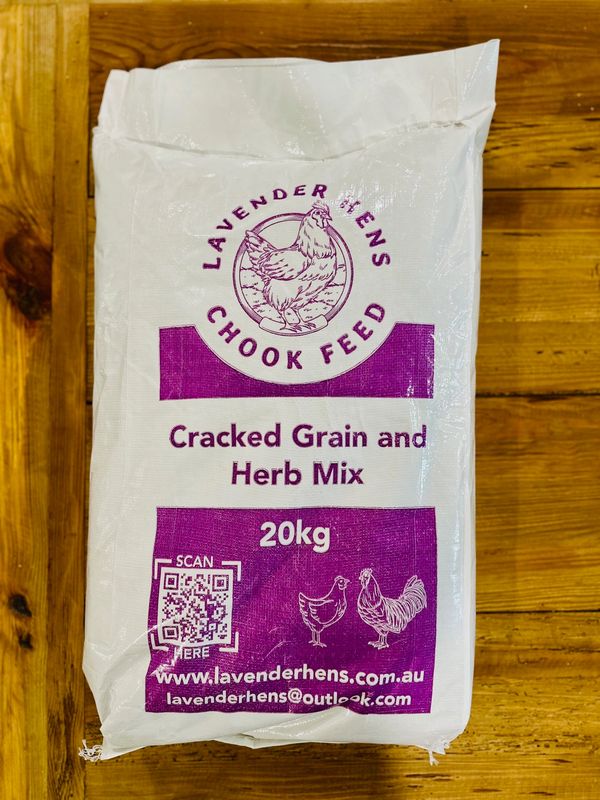 LAVENDER HENS
CHOOK FEED
Cracked Grain and
Herb Mix
20kg
SCAN
HERE
www.lavenderhens.com.au
lavenderhens@outlook.com